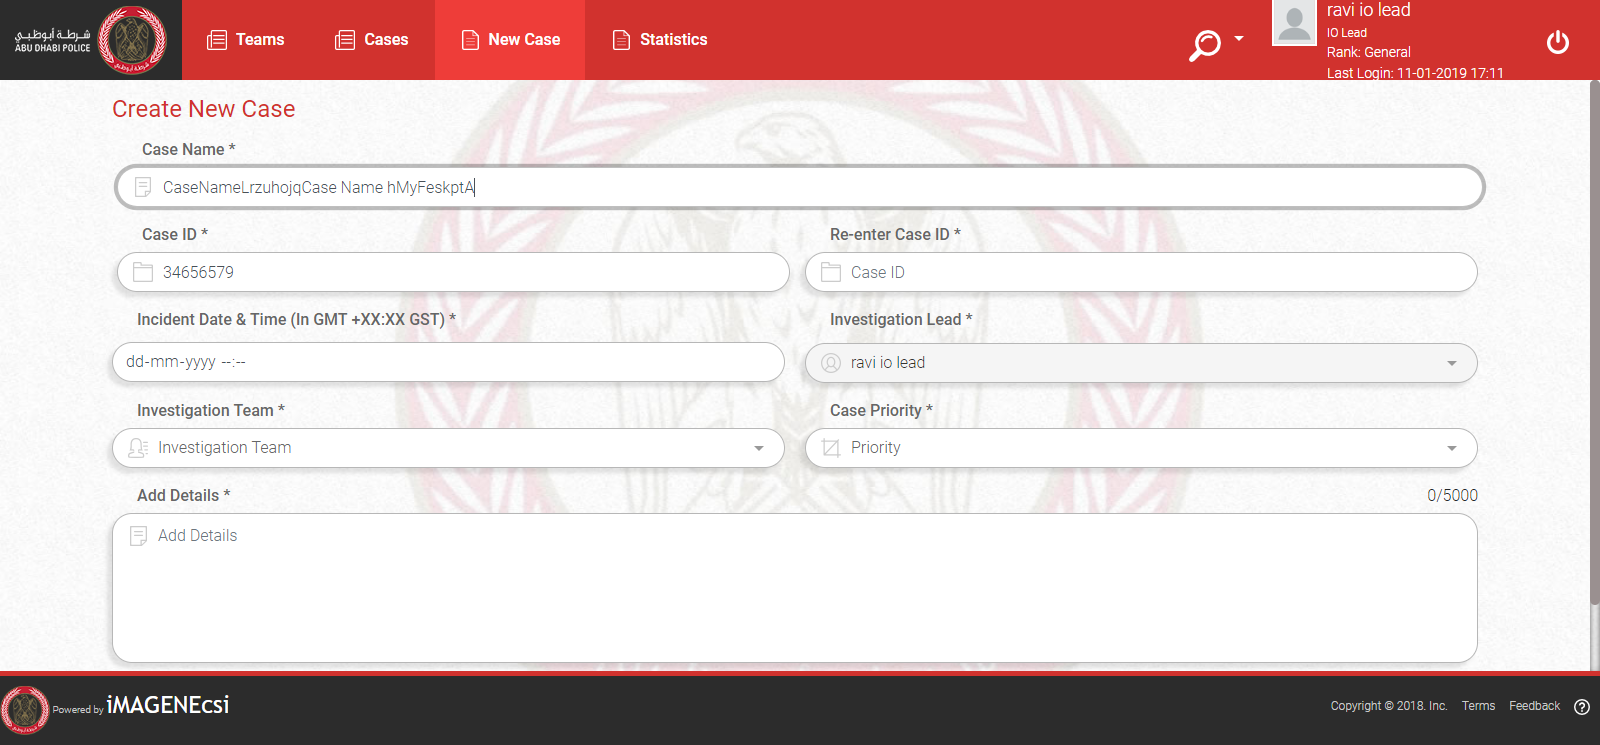 شرطة أبوظبي
ABU DHABI POLICE
Teams
Cases
New Case
Statistics
ravi io lead
IO Lead
Rank: General
Last Login: 11-01-2019 17:11
Create New Case
Case Name *
CaseNameLrzuhojqCase Name hMyFeskptA
Case ID *
Re-enter Case ID *
34656579
Case ID
Incident Date & Time (In GMT +XX:XX GST) *
Investigation Lead *
dd-mm-yyyy --:--
ravi io lead
Investigation Team *
Case Priority *
Investigation Team
Priority
Add Details *
0/5000
Add Details
Powered by iMAGENEcsi
Copyright © 2018. Inc.
Terms
Feedback